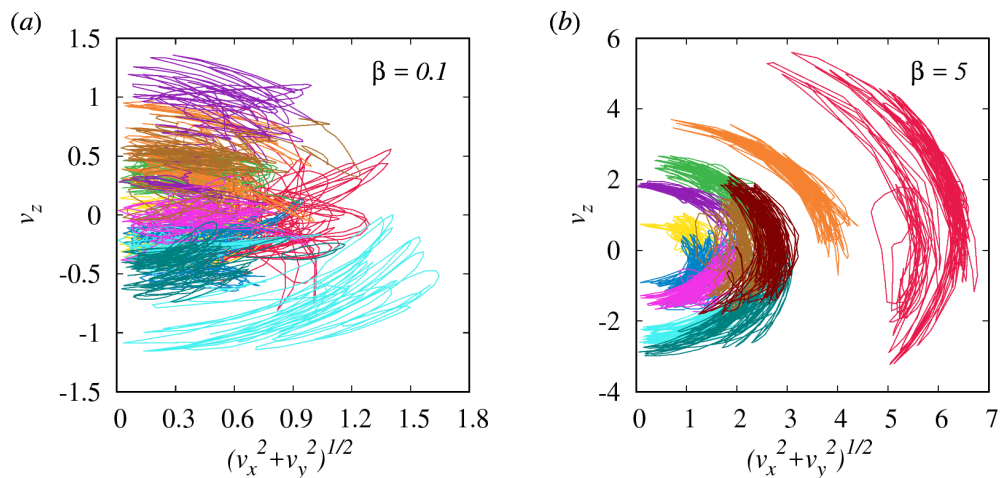 (a)
β = 0.1
1.5
1
0.5
0
-0.5
-1
-1.5
v_z
0 0.3 0.6 0.9 1.2 1.5 1.8
(v_x^2+v_y^2)^1/2
(b)
β = 5
6
4
2
0
-2
-4
v_z
0 1 2 3 4 5 6 7
(v_x^2+v_y^2)^1/2